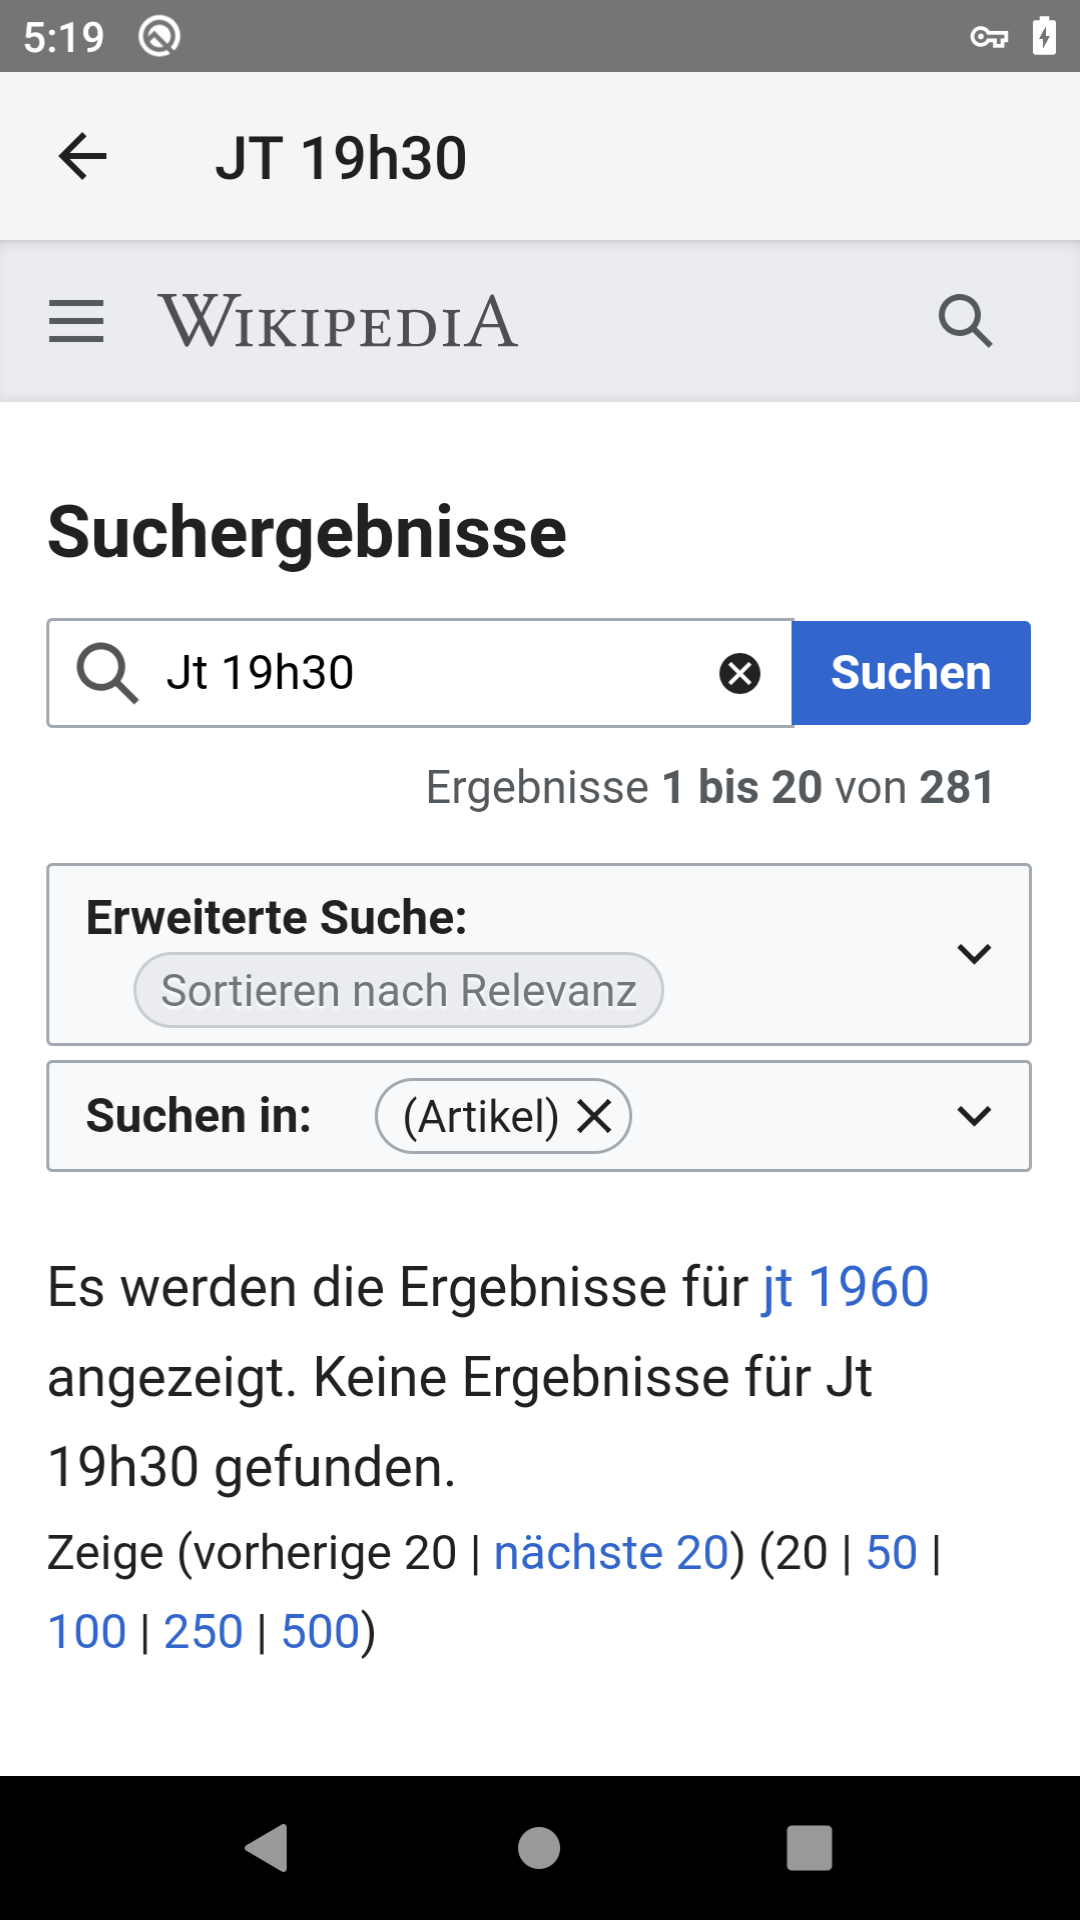 5:19
JT 19h30
WIKIPEDIA
Suchergebnisse
Jt 19h30
Suchen
Ergebnisse 1 bis 20 von 281
Erweiterte Suche:
Sortieren nach Relevanz
Suchen in: (Artikel)
Es werden die Ergebnisse für jt 1960
angezeigt. Keine Ergebnisse für Jt
19h30 gefunden.
Zeige (vorherige 20 | nächste 20) (20 | 50 |
100 | 250 | 500)